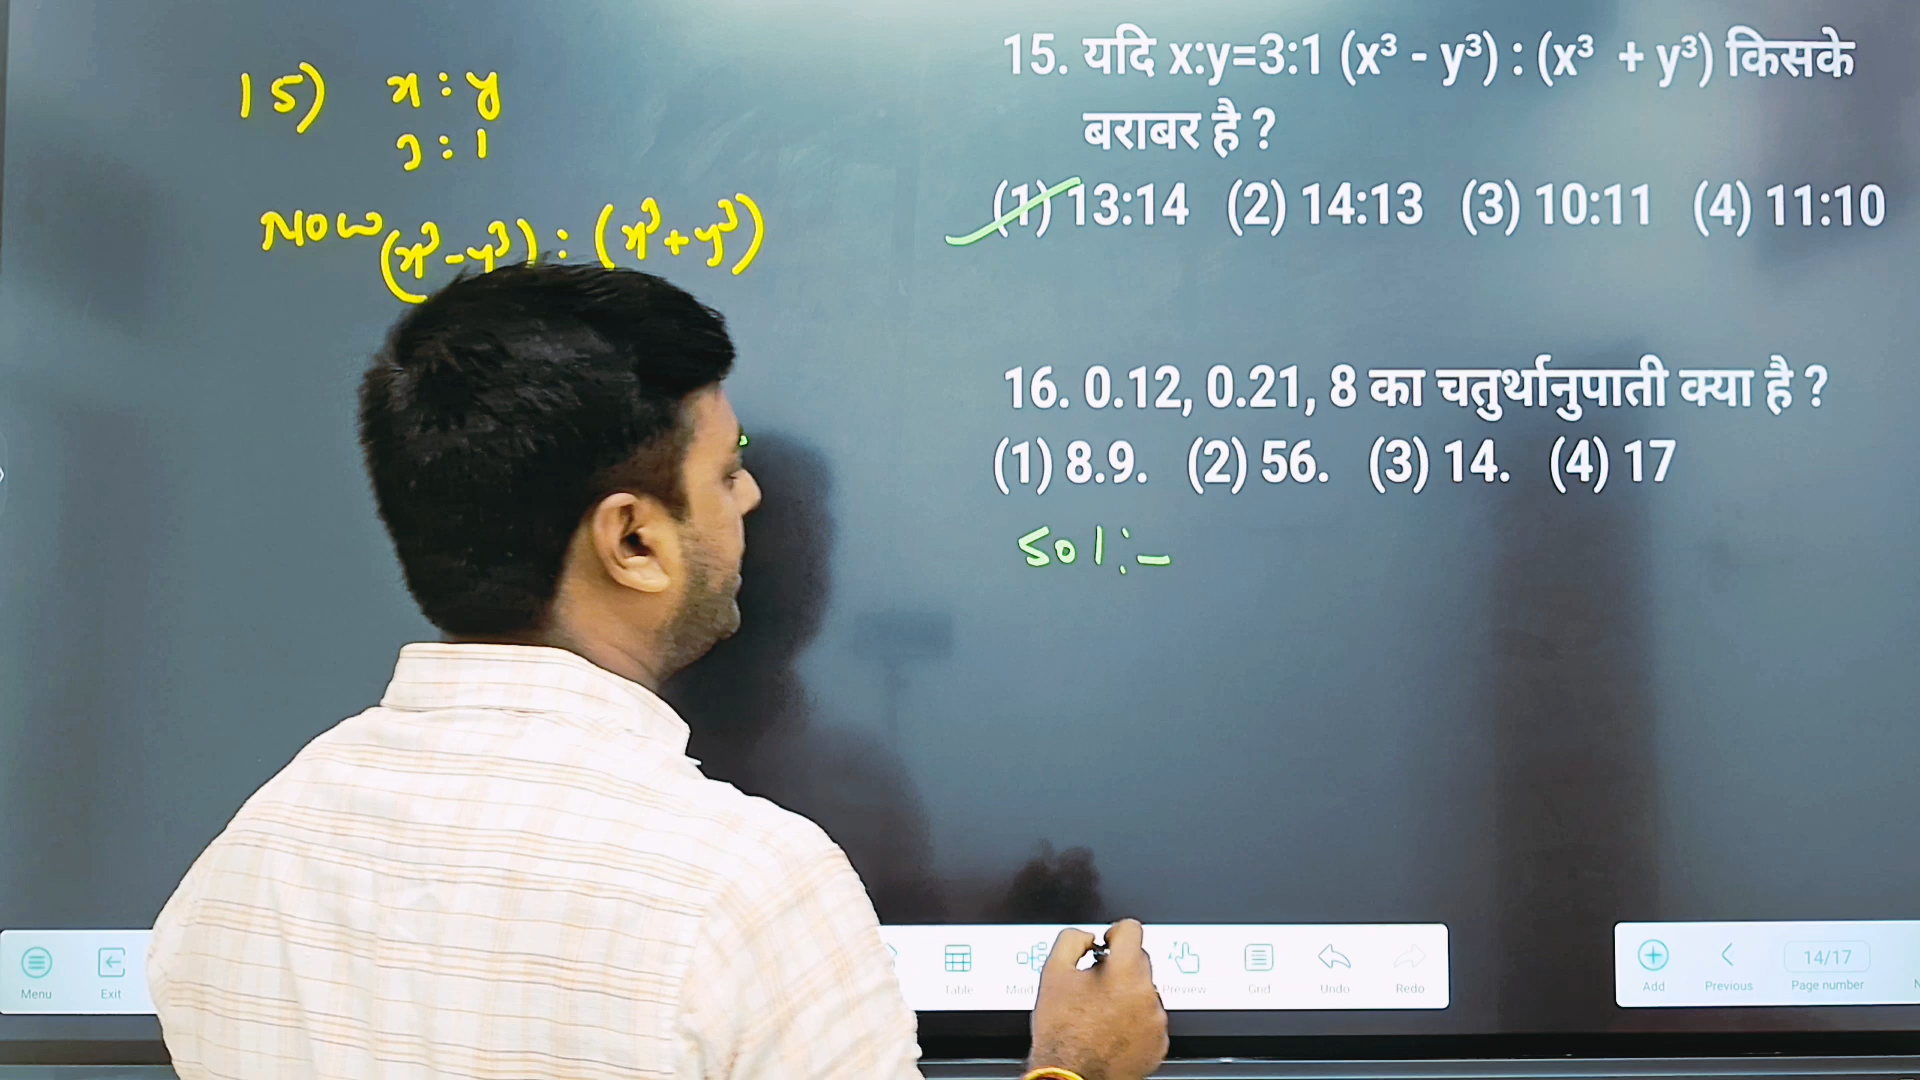 15) x : y
3 : 1
Now (x³-y³) : (x³+y³)
15. यदि x:y=3:1 (x³ - y³) : (x³ + y³) किसके
बराबर है ?
(1) 13:14 (2) 14:13 (3) 10:11 (4) 11:10
16. 0.12, 0.21, 8 का चतुर्थानुपाती क्या है ?
(1) 8.9. (2) 56. (3) 14. (4) 17
Sol:-
Menu Exit Table Preview Grid Undo Redo Add Previous 14/17 Page number